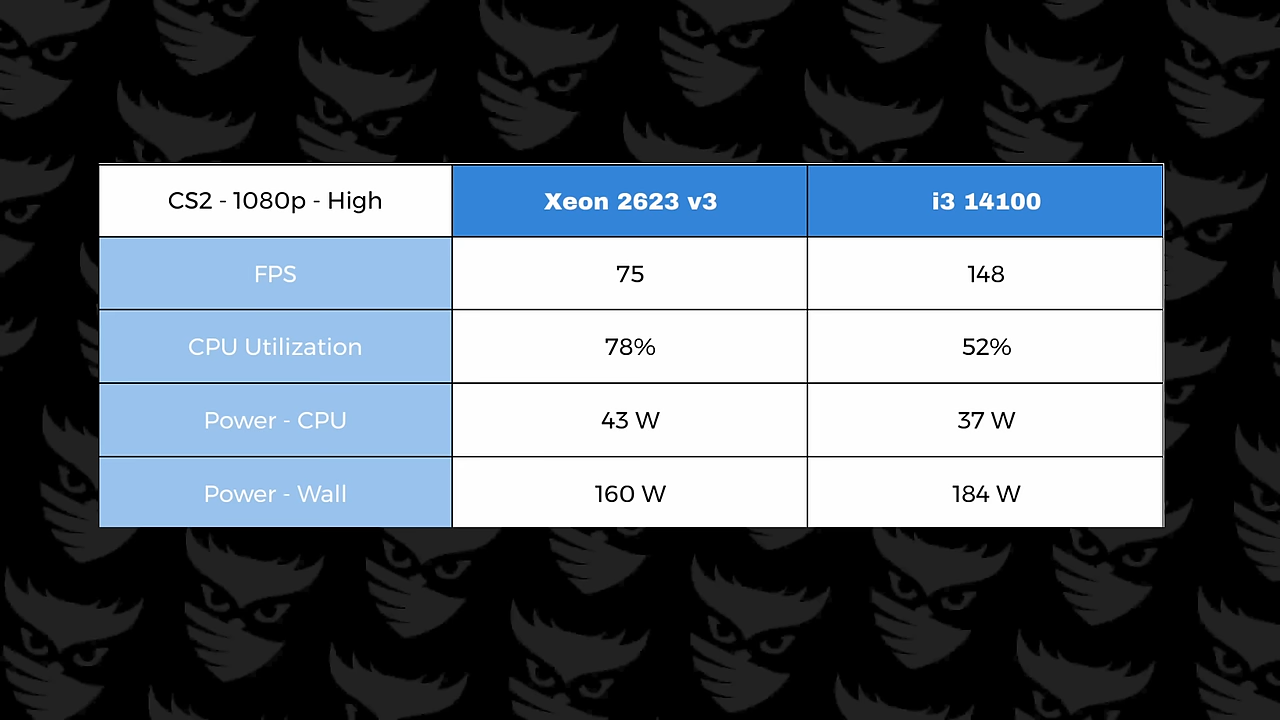 CS2 - 1080p - High Xeon 2623 v3 i3 14100
FPS 75 148
CPU Utilization 78% 52%
Power - CPU 43 W 37 W
Power - Wall 160 W 184 W